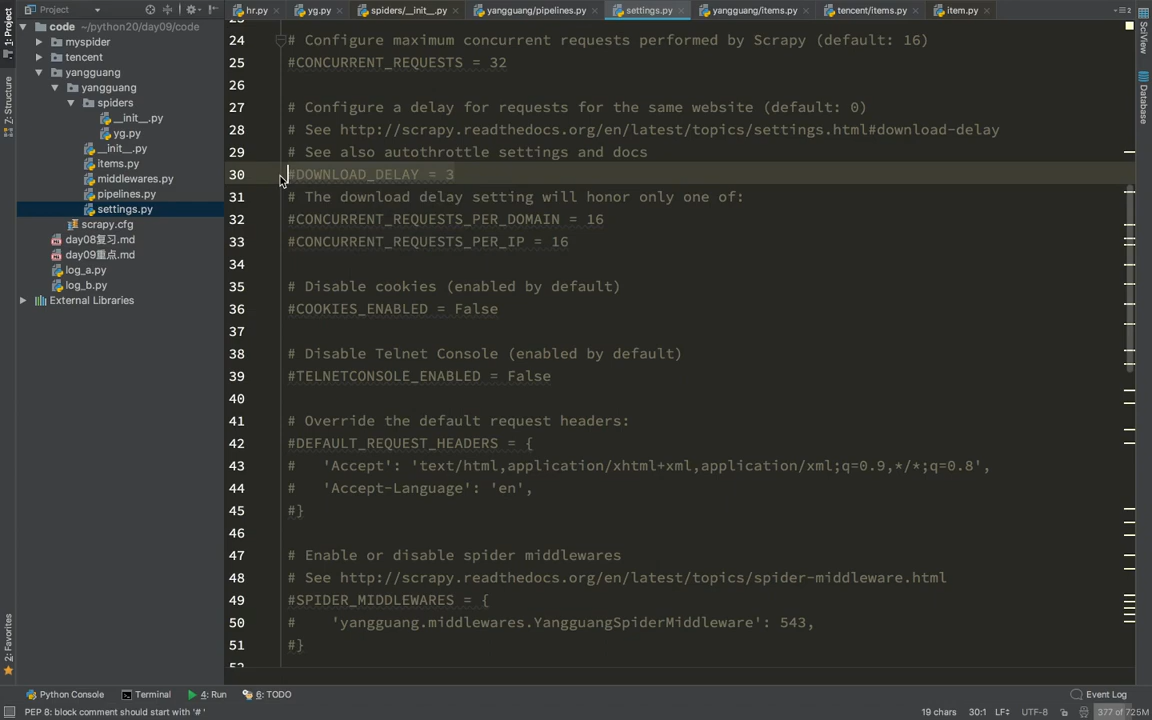 Project
hr.py
yg.py
spiders/__init__.py
yangguang/pipelines.py
settings.py
yangguang/items.py
tencent/items.py
item.py
2
1: Project
Z: Structure
2: Favorites
SciView
Database
code ~/python20/day09/code
myspider
tencent
yangguang
yangguang
spiders
__init__.py
yg.py
__init__.py
items.py
middlewares.py
pipelines.py
settings.py
scrapy.cfg
day08复习.md
day09重点.md
log_a.py
log_b.py
External Libraries
24 # Configure maximum concurrent requests performed by Scrapy (default: 16)
25 #CONCURRENT_REQUESTS = 32
26
27 # Configure a delay for requests for the same website (default: 0)
28 # See http://scrapy.readthedocs.org/en/latest/topics/settings.html#download-delay
29 # See also autothrottle settings and docs
30 #DOWNLOAD_DELAY = 3
31 # The download delay setting will honor only one of:
32 #CONCURRENT_REQUESTS_PER_DOMAIN = 16
33 #CONCURRENT_REQUESTS_PER_IP = 16
34
35 # Disable cookies (enabled by default)
36 #COOKIES_ENABLED = False
37
38 # Disable Telnet Console (enabled by default)
39 #TELNETCONSOLE_ENABLED = False
40
41 # Override the default request headers:
42 #DEFAULT_REQUEST_HEADERS = {
43 #   'Accept': 'text/html,application/xhtml+xml,application/xml;q=0.9,*/*;q=0.8',
44 #   'Accept-Language': 'en',
45 #}
46
47 # Enable or disable spider middlewares
48 # See http://scrapy.readthedocs.org/en/latest/topics/spider-middleware.html
49 #SPIDER_MIDDLEWARES = {
50 #    'yangguang.middlewares.YangguangSpiderMiddleware': 543,
51 #}
Python Console
Terminal
4: Run
6: TODO
Event Log
PEP 8: block comment should start with '# '
19 chars 30:1 LF÷ UTF-8 377 of 725M